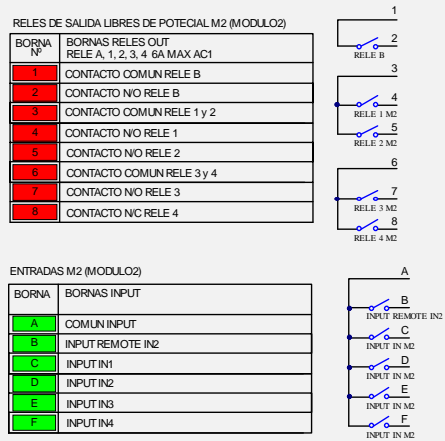 RELES DE SALIDA LIBRES DE POTECIAL M2 (MODULO2)
BORNA Nº
BORNAS RELES OUT
RELE A, 1, 2, 3, 4 6A MAX AC1
1 CONTACTO COMUN RELE B
2 CONTACTO N/O RELE B
3 CONTACTO COMUN RELE 1 y 2
4 CONTACTO N/O RELE 1
5 CONTACTO N/O RELE 2
6 CONTACTO COMUN RELE 3 y 4
7 CONTACTO N/O RELE 3
8 CONTACTO N/C RELE 4
1
2
RELE B
3
4
RELE 1 M2
5
RELE 2 M2
6
7
RELE 3 M2
8
RELE 4 M2
ENTRADAS M2 (MODULO2)
BORNA BORNAS INPUT
A COMUN INPUT
B INPUT REMOTE IN2
C INPUT IN1
D INPUT IN2
E INPUT IN3
F INPUT IN4
A
B
INPUT REMOTE IN2
C
INPUT IN M2
D
INPUT IN M2
E
INPUT IN M2
F
INPUT IN M2